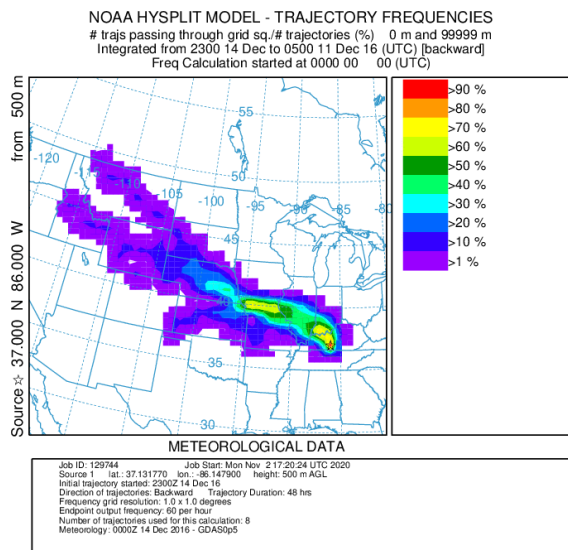 NOAA HYSPLIT MODEL - TRAJECTORY FREQUENCIES
# trajs passing through grid sq./# trajectories (%) 0 m and 99999 m
Integrated from 2300 14 Dec to 0500 11 Dec 16 (UTC) [backward]
Freq Calculation started at 0000 00 00 (UTC)
Source ☆ 37.000 N 86.000 W from 500 m
-120
-110
-105
-100
-95
-90
-85
-80
55
50
45
40
35
30
>90 %
>80 %
>70 %
>60 %
>50 %
>40 %
>30 %
>20 %
>10 %
>1 %
METEOROLOGICAL DATA
Job ID: 129744 Job Start: Mon Nov 2 17:20:24 UTC 2020
Source 1 lat.: 37.131770 lon.: -86.147900 height: 500 m AGL
Initial trajectory started: 2300Z 14 Dec 16
Direction of trajectories: Backward Trajectory Duration: 48 hrs
Frequency grid resolution: 1.0 x 1.0 degrees
Endpoint output frequency: 60 per hour
Number of trajectories used for this calculation: 8
Meteorology: 0000Z 14 Dec 2016 - GDAS0p5